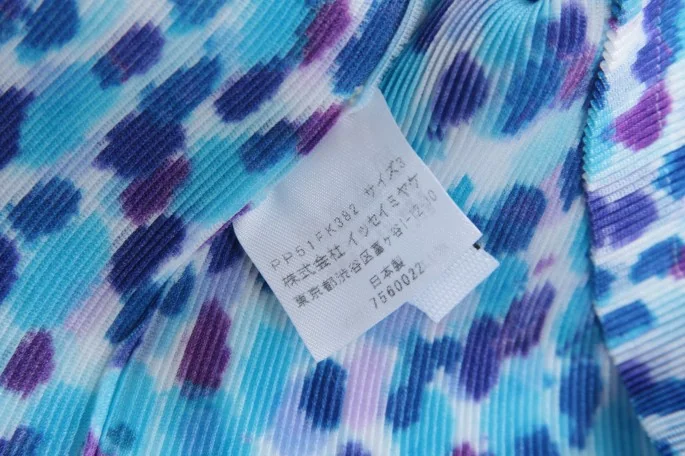 PP51FK382 サイズ3
株式会社 イッセイミヤケ
東京都渋谷区富ヶ谷1-12-10
日本製
7560022